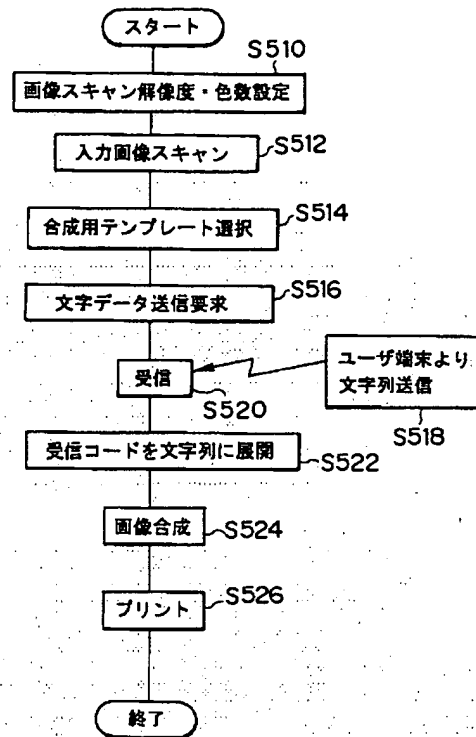 スタート
S510
画像スキャン解像度・色数設定
S512
入力画像スキャン
S514
合成用テンプレート選択
S516
文字データ送信要求
受信
S520
ユーザ端末より
文字列送信
S518
受信コードを文字列に展開
S522
画像合成
S524
プリント
S526
終了